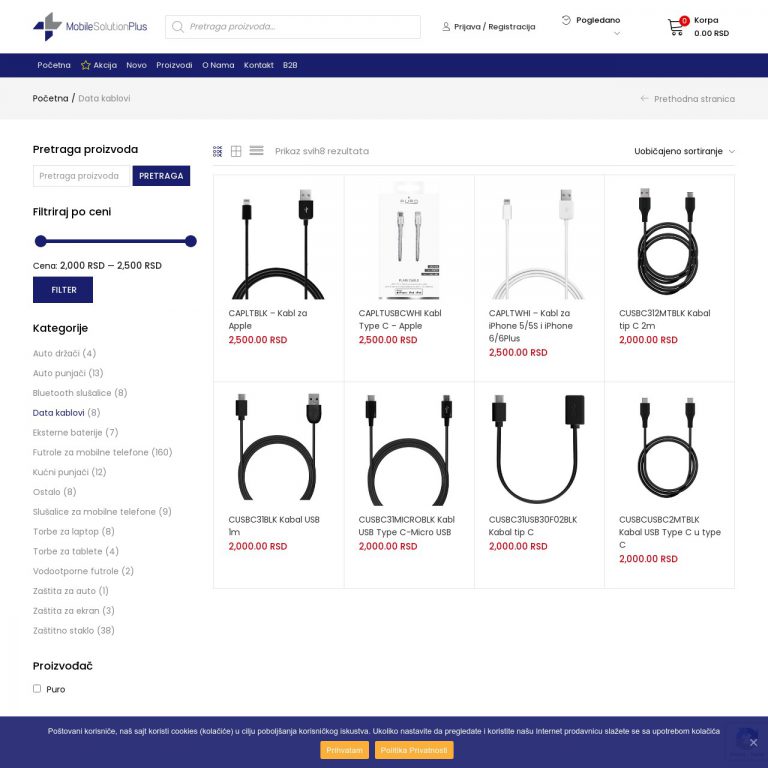 MobileSolutionPlus
Pretraga proizvoda...
Prijava / Registracija
Pogledano
0
Korpa
0.00 RSD
Početna
Akcija
Novo
Proizvodi
O Nama
Kontakt
B2B
Početna / Data kablovi
Prethodna stranica
Pretraga proizvoda
Pretraga proizvoda
PRETRAGA
Filtriraj po ceni
Cena: 2,000 RSD — 2,500 RSD
FILTER
Kategorije
Auto držači (4)
Auto punjači (13)
Bluetooth slušalice (8)
Data kablovi (8)
Eksterne baterije (7)
Futrole za mobilne telefone (160)
Kućni punjači (12)
Ostalo (8)
Slušalice za mobilne telefone (9)
Torbe za laptop (8)
Torbe za tablete (4)
Vodootporne futrole (2)
Zaštita za auto (1)
Zaštita za ekran (3)
Zaštitno staklo (38)
Proizvođač
Puro
Prikaz svih8 rezultata
Uobičajeno sortiranje
CAPLTBLK – Kabl za
Apple
2,500.00 RSD
PURO
CAPLTUSBCWHI Kabl
Type C – Apple
2,500.00 RSD
CAPLTWHI – Kabl za
iPhone 5/5S i iPhone
6/6Plus
2,500.00 RSD
CUSBC312MTBLK Kabal
tip C 2m
2,000.00 RSD
CUSBC31BLK Kabal USB
1m
2,000.00 RSD
CUSBC31MICROBLK Kabl
USB Type C-Micro USB
2,000.00 RSD
CUSBC31USB30F02BLK
Kabal tip C
2,000.00 RSD
CUSBCUSBC2MTBLK
Kabal USB Type C u type
C
2,000.00 RSD
Poštovani korisniče, naš sajt koristi cookies (kolačiće) u cilju poboljšanja korisničkog iskustva. Ukoliko nastavite da pregledate i koristite našu Internet prodavnicu slažete se sa upotrebom kolačića
Prihvatam
Politika Privatnosti